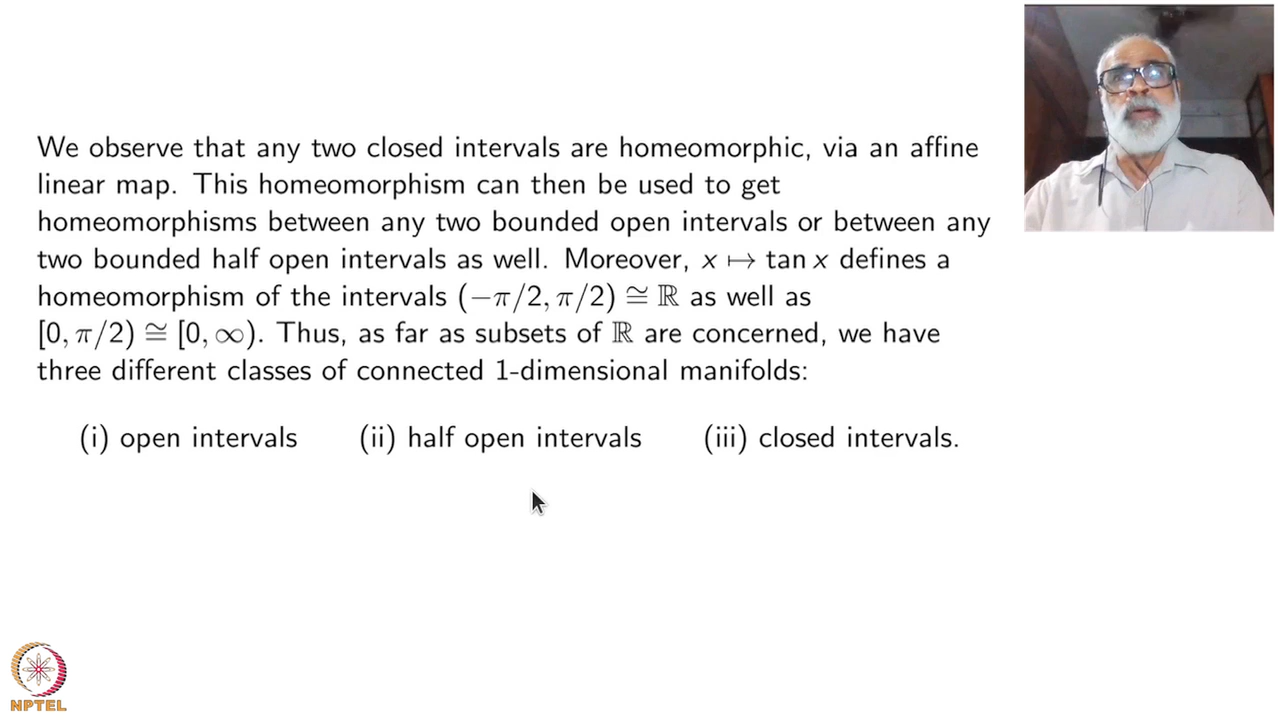 We observe that any two closed intervals are homeomorphic, via an affine
linear map. This homeomorphism can then be used to get
homeomorphisms between any two bounded open intervals or between any
two bounded half open intervals as well. Moreover, x ↦ tan x defines a
homeomorphism of the intervals (−π/2, π/2) ≅ ℝ as well as
[0, π/2) ≅ [0, ∞). Thus, as far as subsets of ℝ are concerned, we have
three different classes of connected 1-dimensional manifolds:
(i) open intervals (ii) half open intervals (iii) closed intervals.
NPTEL